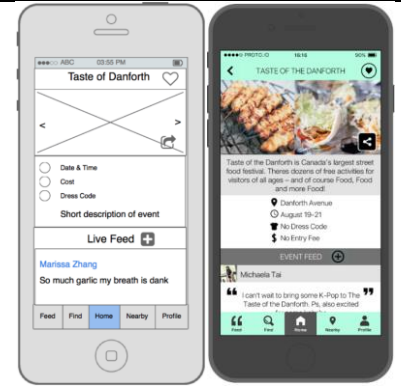 ABC 03:55 PM
Taste of Danforth
<
>
Date & Time
Cost
Dress Code
Short description of event
Live Feed +
Marissa Zhang
So much garlic my breath is dank
Feed Find Home Nearby Profile
PROTO.IO 10:15 50%
TASTE OF THE DANFORTH
Taste of the Danforth is Canada's largest street
food festival. Theres dozens of free activities for
visitors of all ages – and of course Food, Food
and more Food!
Danforth Avenue
August 19-21
No Dress Code
$ No Entry Fee
EVENT FEED +
Michaela Tai
“ I can't wait to bring some K-Pop to The ”
Taste of the Danforth. Ps, also excited
Feed Find Home Nearby Profile